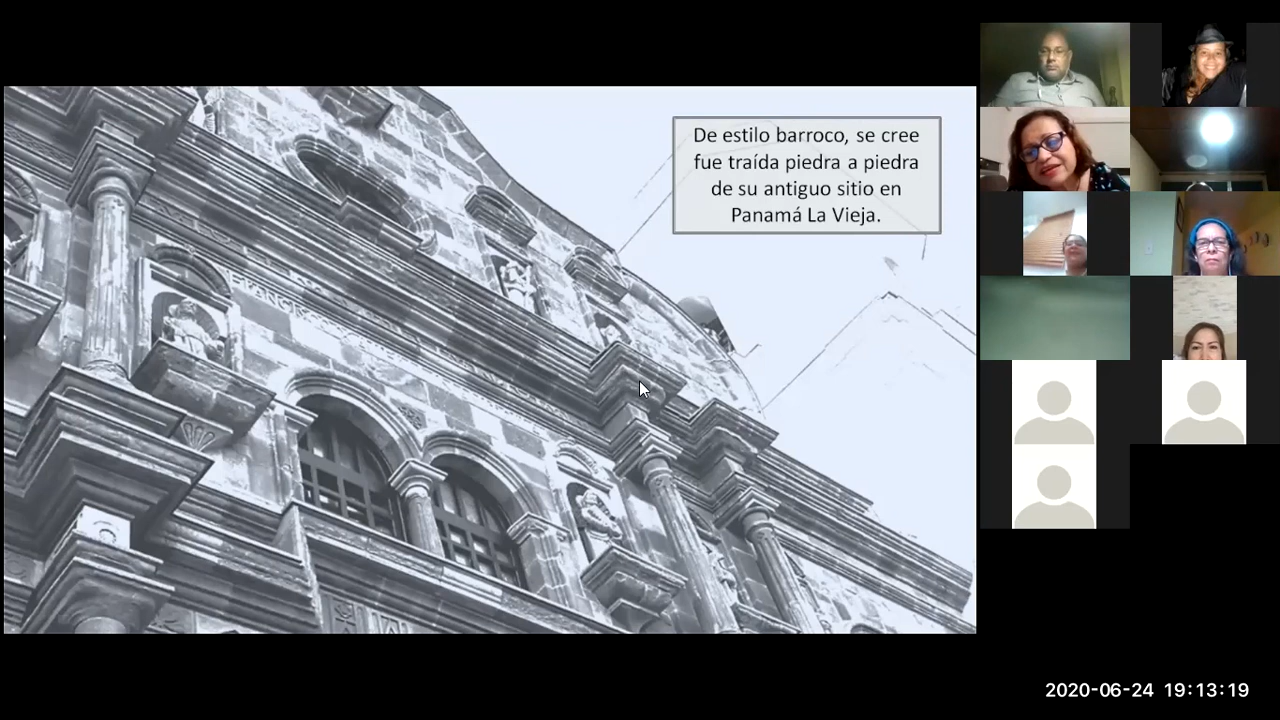 De estilo barroco, se cree
fue traída piedra a piedra
de su antiguo sitio en
Panamá La Vieja.
2020-06-24 19:13:19